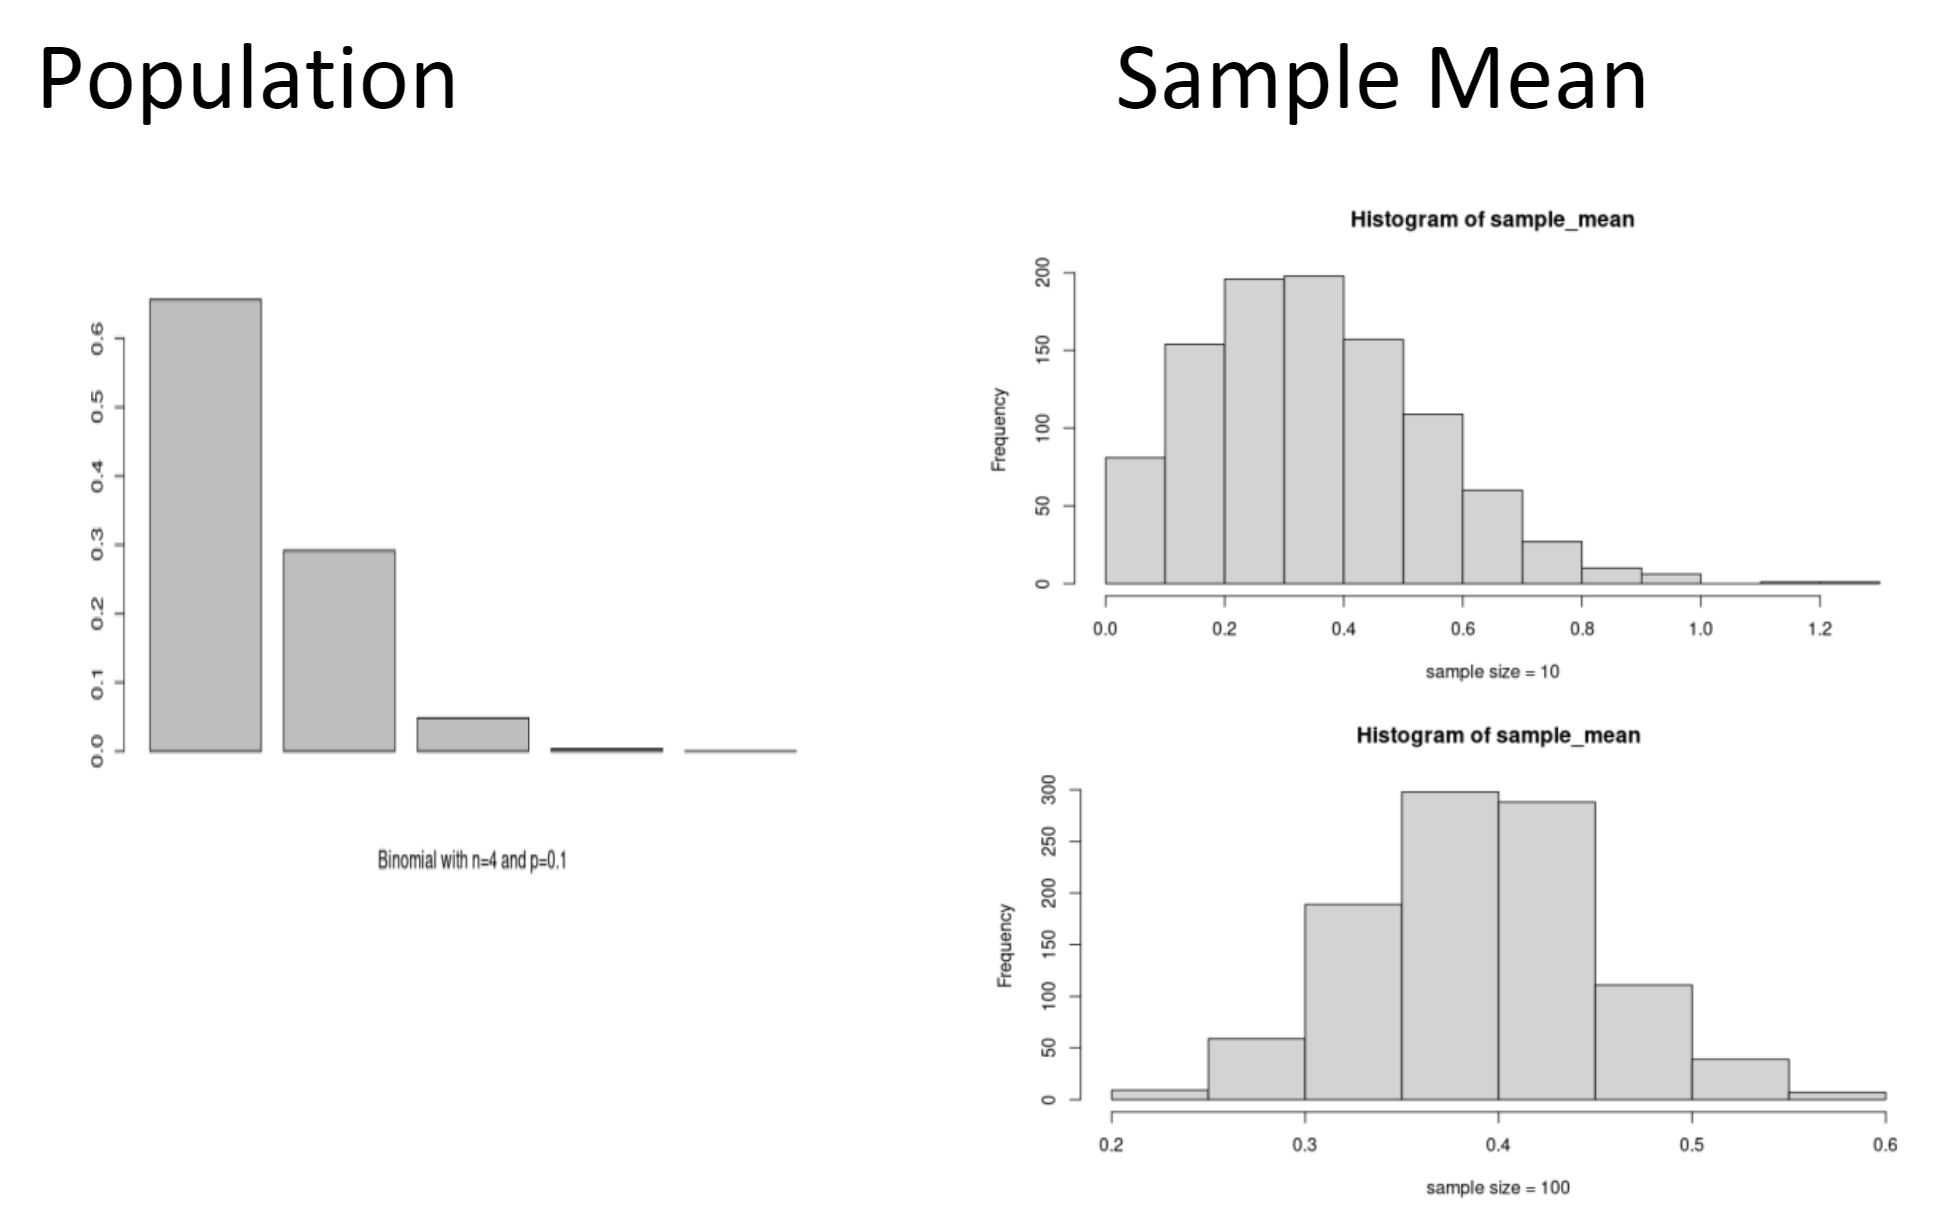 Population
Sample Mean
0.6
0.5
0.4
0.3
0.2
0.1
0.0
Binomial with n=4 and p=0.1
Histogram of sample_mean
Frequency
200
150
100
50
0
0.0 0.2 0.4 0.6 0.8 1.0 1.2
sample size = 10
Histogram of sample_mean
Frequency
300
250
200
150
100
50
0
0.2 0.3 0.4 0.5 0.6
sample size = 100